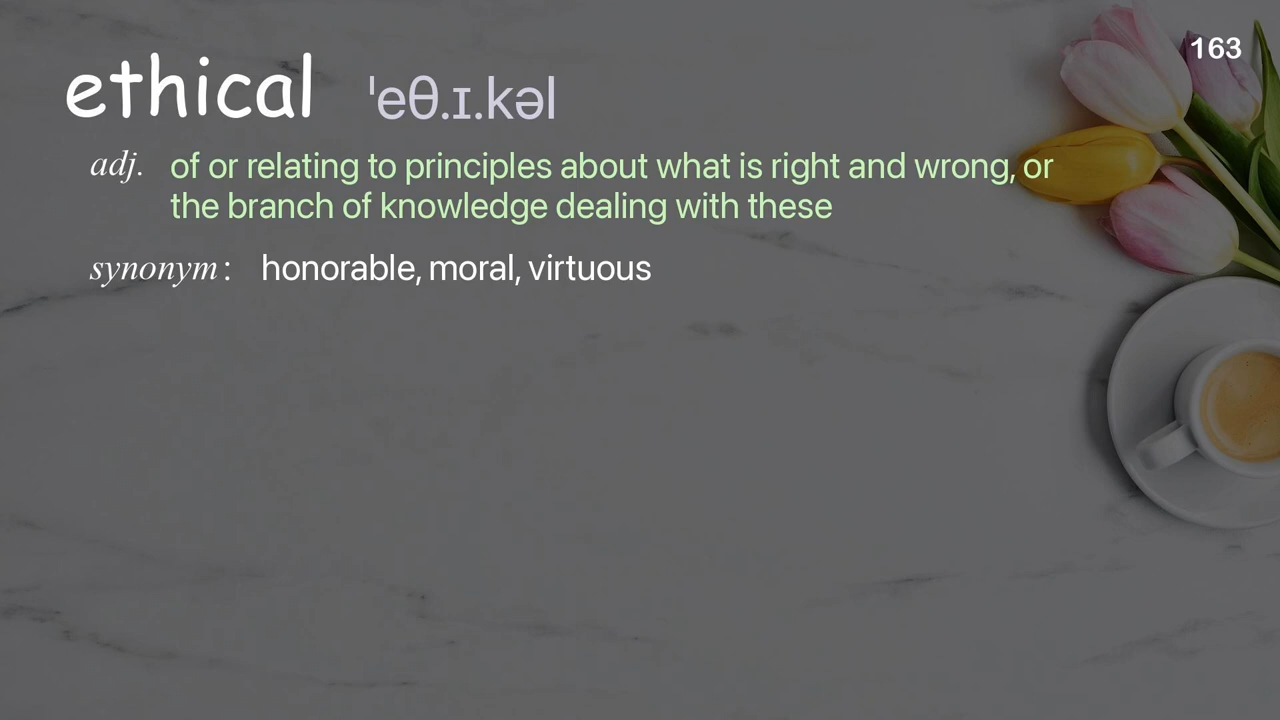 163
ethical ˈeθ.ɪ.kəl
adj. of or relating to principles about what is right and wrong, or
the branch of knowledge dealing with these
synonym : honorable, moral, virtuous